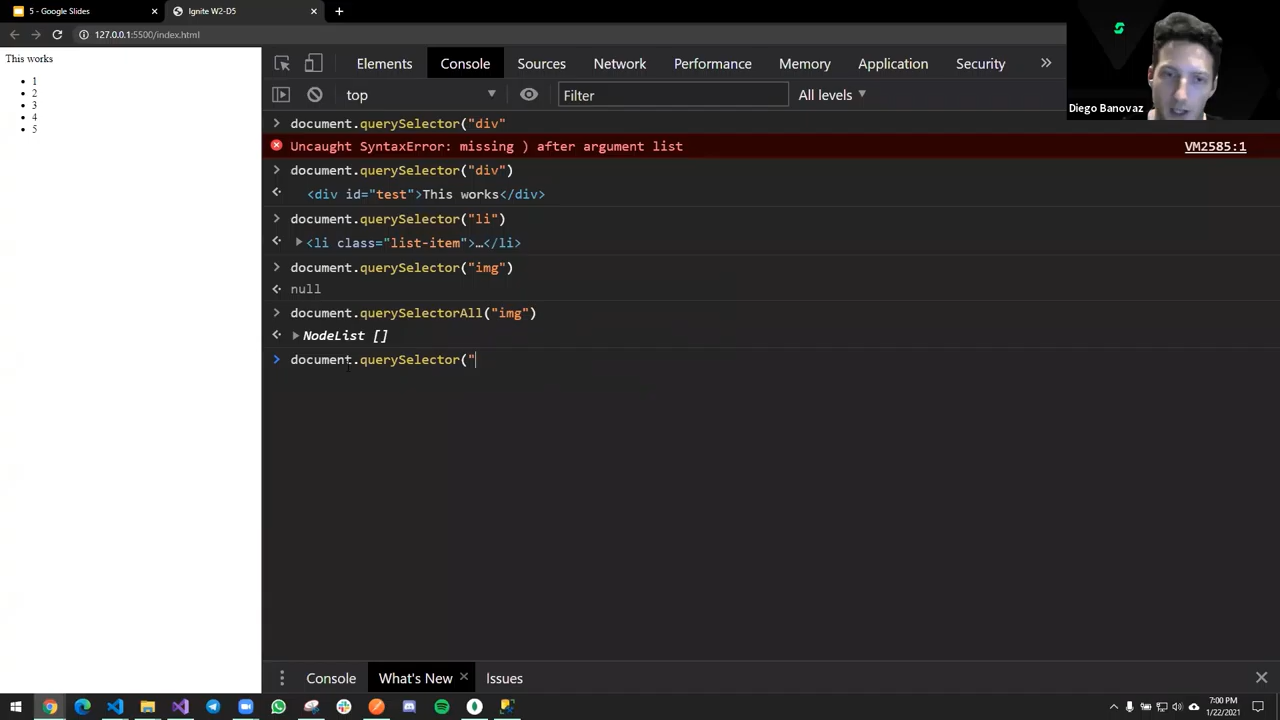 5 - Google Slides
Ignite W2-D5
127.0.0.1:5500/index.html
This works
1
2
3
4
5
Elements Console Sources Network Performance Memory Application Security
top Filter All levels
Diego Banovaz
document.querySelector("div"
Uncaught SyntaxError: missing ) after argument list VM2585:1
document.querySelector("div")
<div id="test">This works</div>
document.querySelector("li")
<li class="list-item">…</li>
document.querySelector("img")
null
document.querySelectorAll("img")
NodeList []
document.querySelector("
Console What's New Issues
7:00 PM
1/22/2021